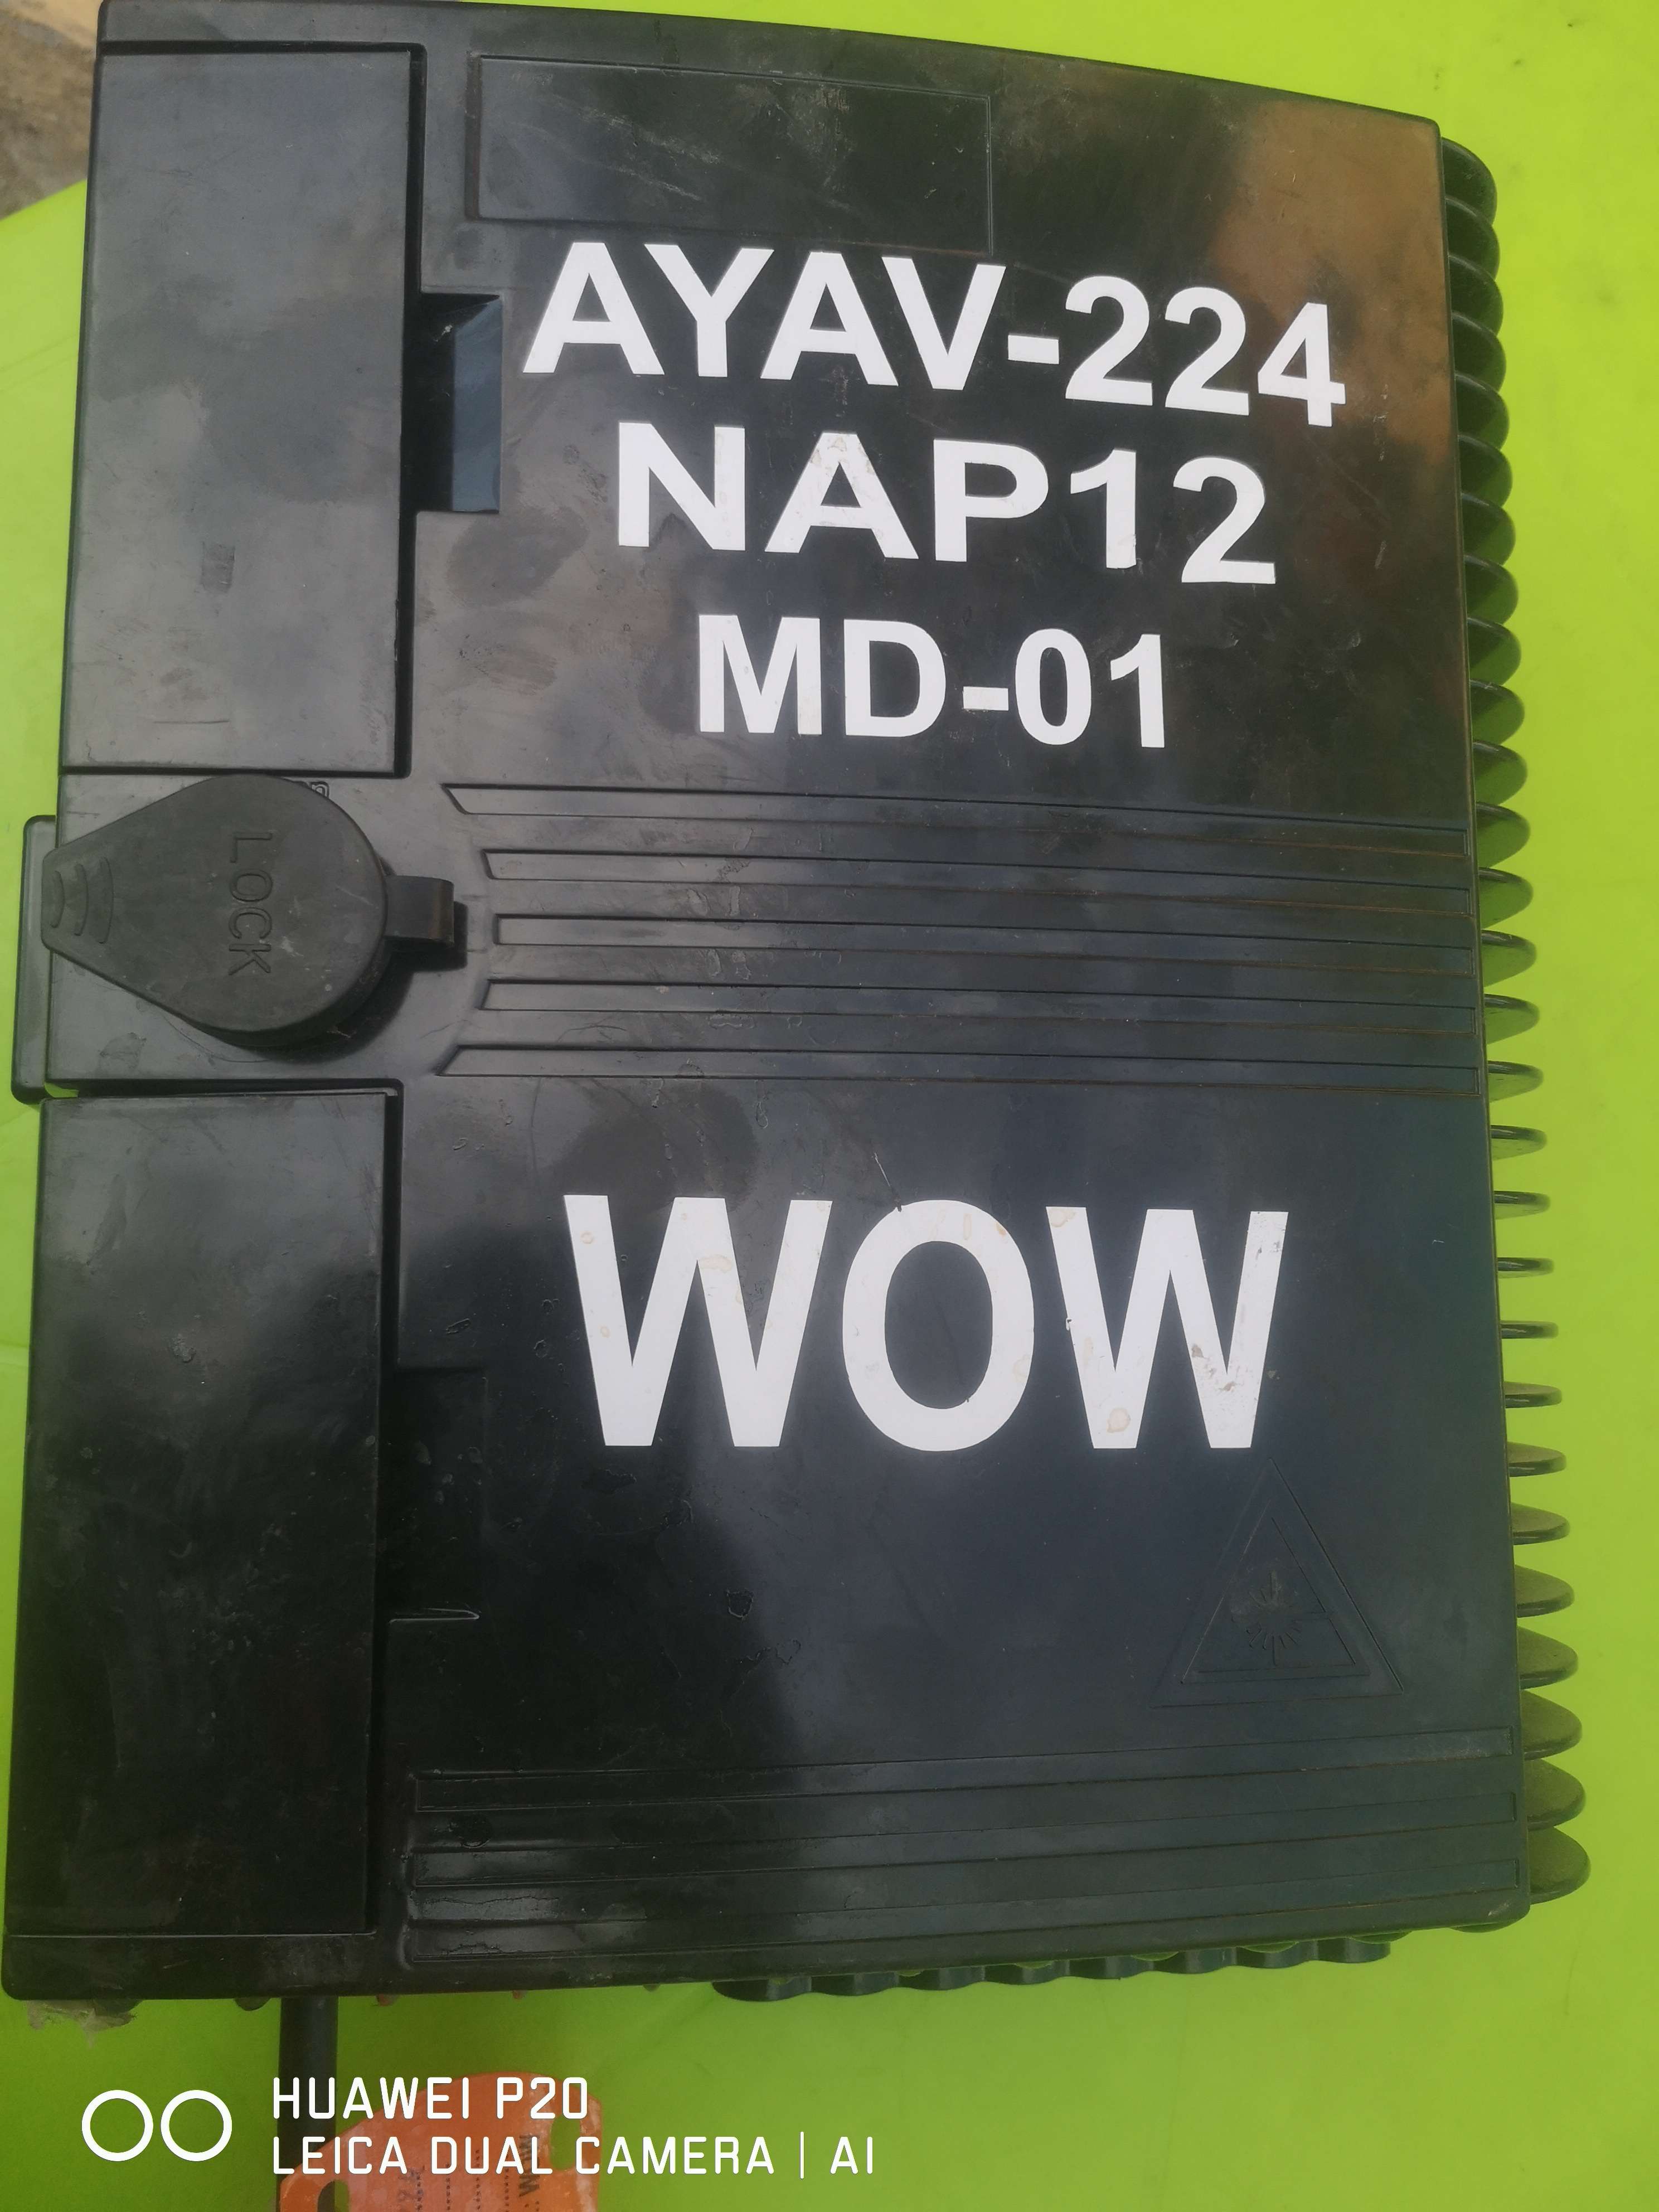 AYAV-224
NAP12
MD-01
LOCK
WOW
HUAWEI P20
LEICA DUAL CAMERA | AI